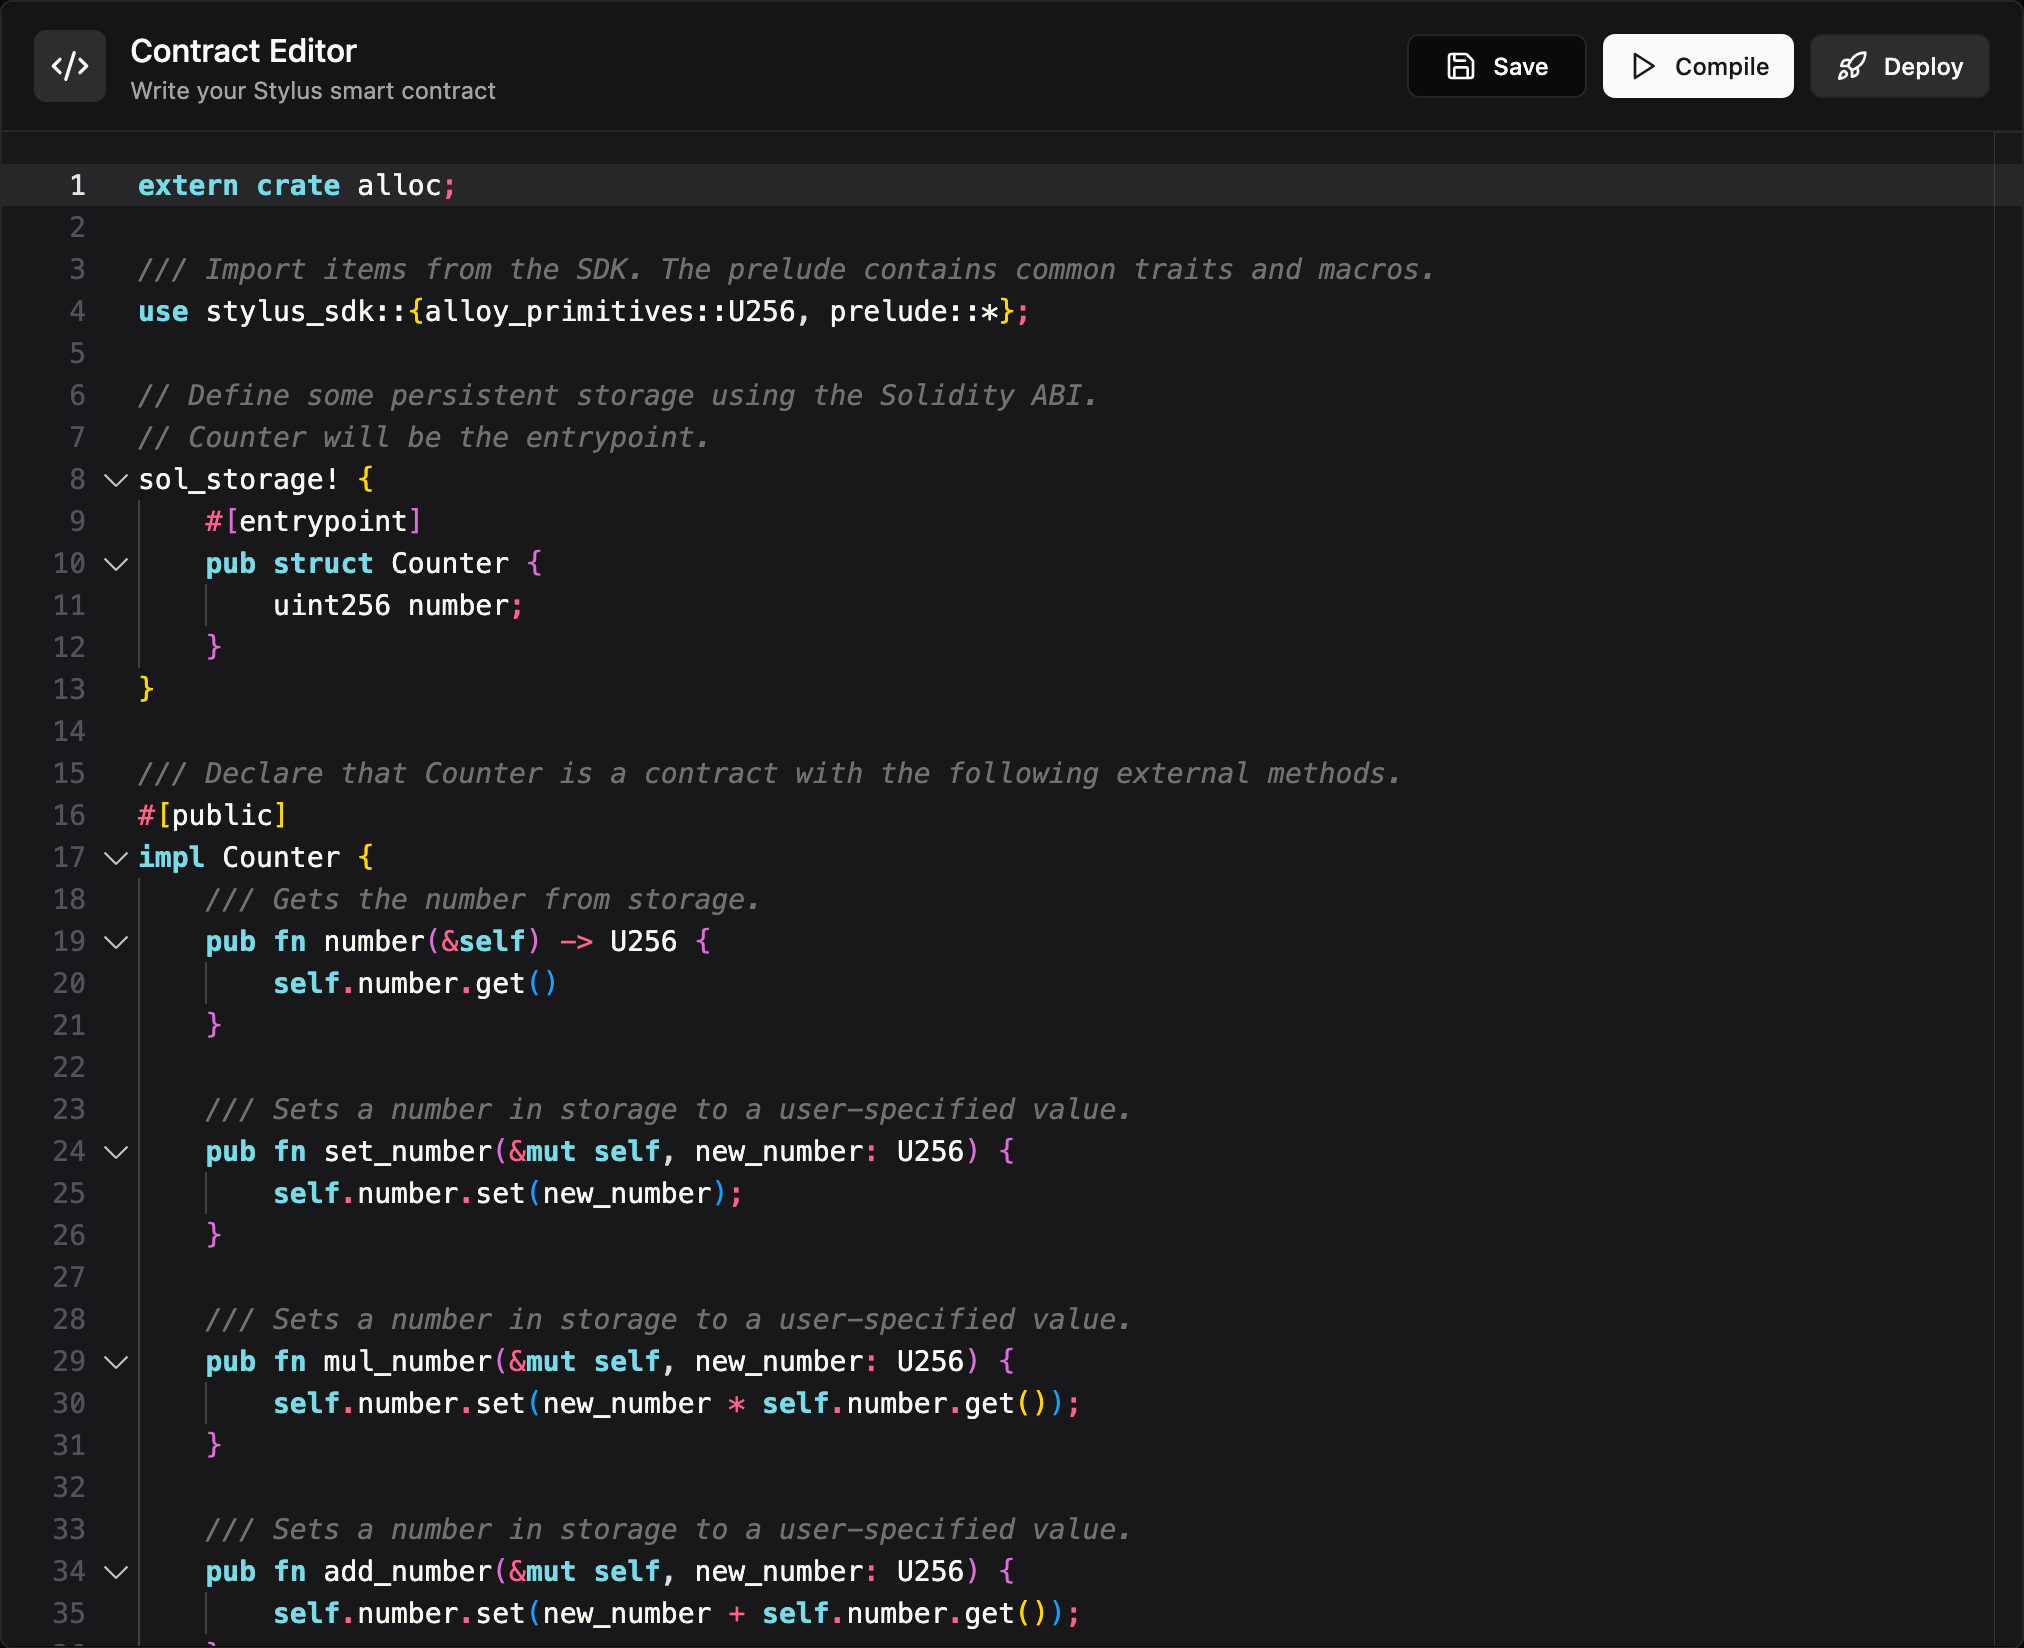 Contract Editor
Write your Stylus smart contract
Save
Compile
Deploy
1 extern crate alloc;
2
3 /// Import items from the SDK. The prelude contains common traits and macros.
4 use stylus_sdk::{alloy_primitives::U256, prelude::*};
5
6 // Define some persistent storage using the Solidity ABI.
7 // Counter will be the entrypoint.
8 sol_storage! {
9     #[entrypoint]
10     pub struct Counter {
11         uint256 number;
12     }
13 }
14
15 /// Declare that Counter is a contract with the following external methods.
16 #[public]
17 impl Counter {
18     /// Gets the number from storage.
19     pub fn number(&self) -> U256 {
20         self.number.get()
21     }
22
23     /// Sets a number in storage to a user-specified value.
24     pub fn set_number(&mut self, new_number: U256) {
25         self.number.set(new_number);
26     }
27
28     /// Sets a number in storage to a user-specified value.
29     pub fn mul_number(&mut self, new_number: U256) {
30         self.number.set(new_number * self.number.get());
31     }
32
33     /// Sets a number in storage to a user-specified value.
34     pub fn add_number(&mut self, new_number: U256) {
35         self.number.set(new_number + self.number.get());